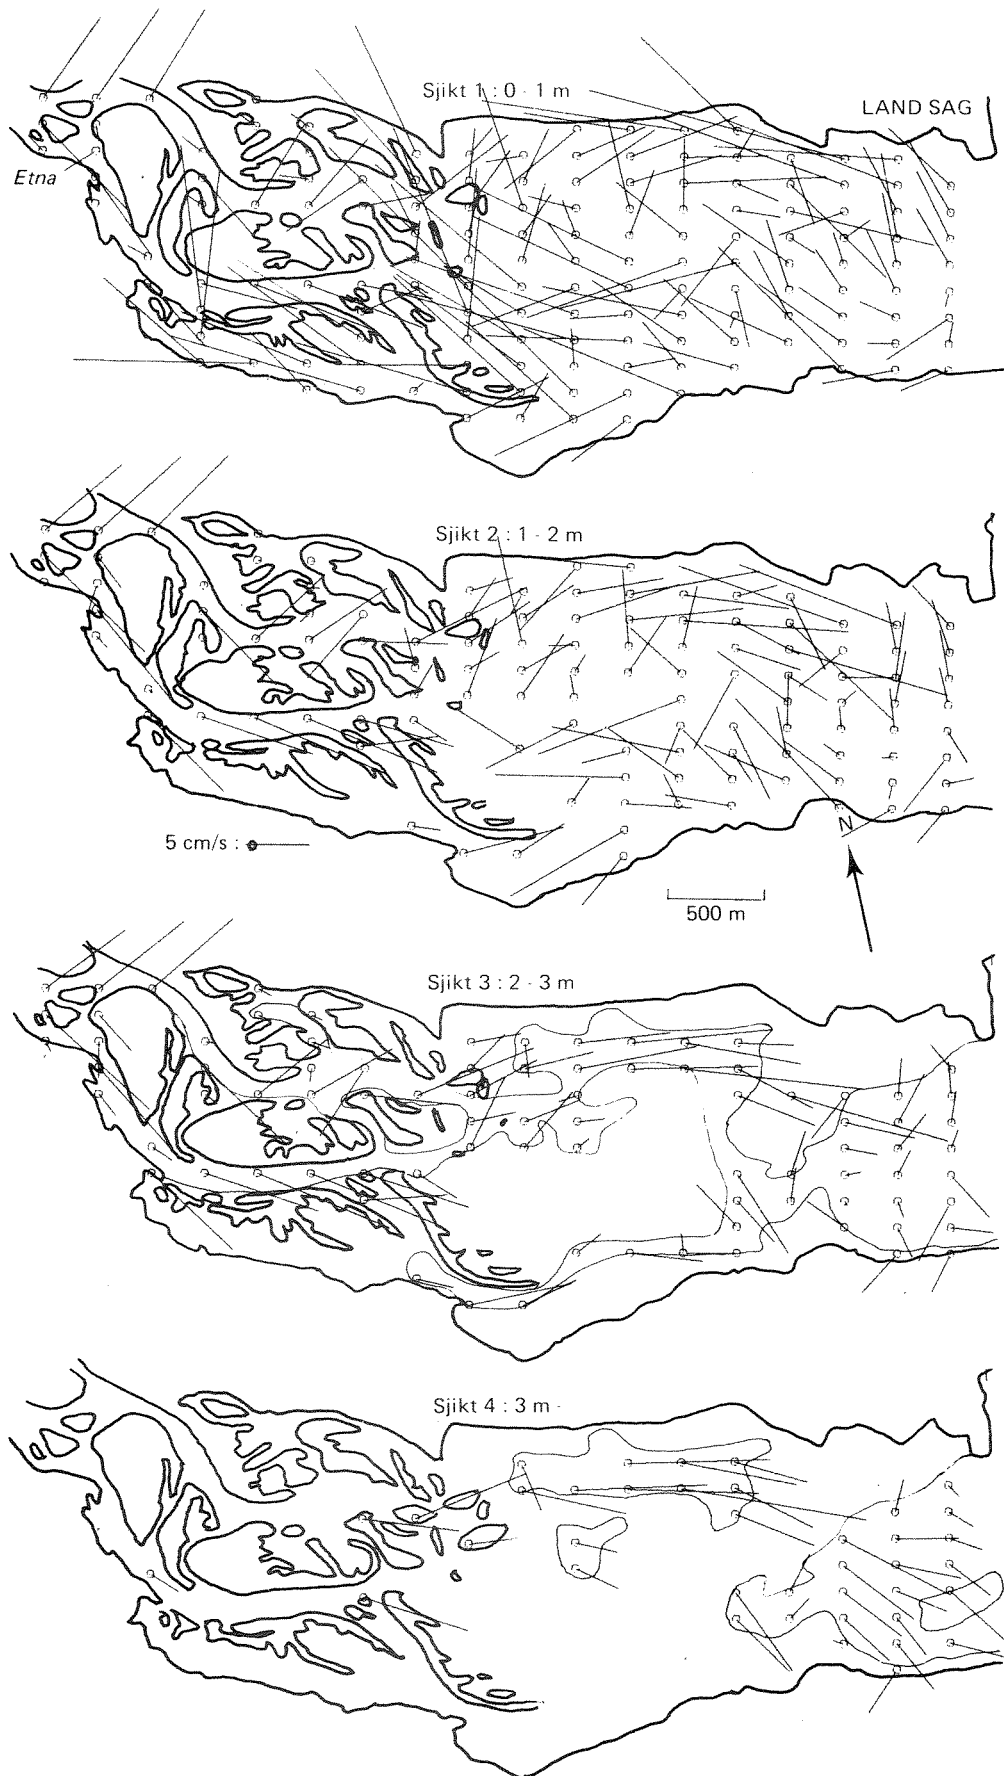 Sjikt 1 : 0 - 1 m
LAND SAG
Etna
Sjikt 2 : 1 - 2 m
5 cm/s :
N
500 m
Sjikt 3 : 2 - 3 m
Sjikt 4 : 3 m -